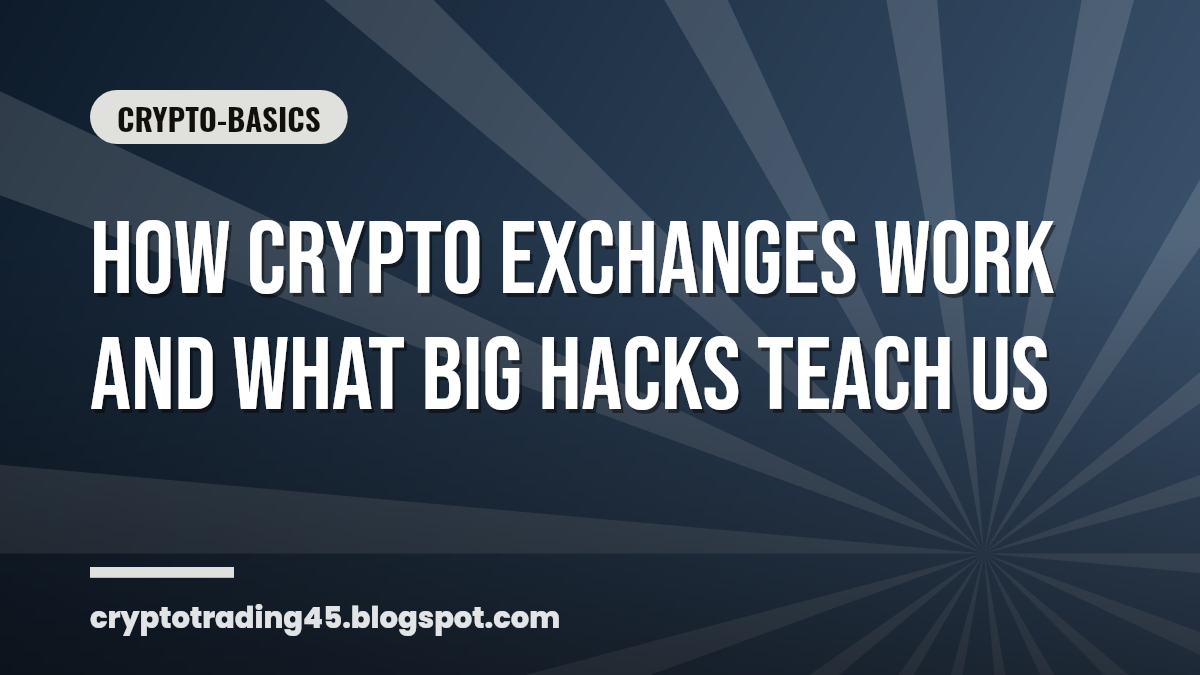 CRYPTO-BASICS
HOW CRYPTO EXCHANGES WORK
AND WHAT BIG HACKS TEACH US
cryptotrading45.blogspot.com